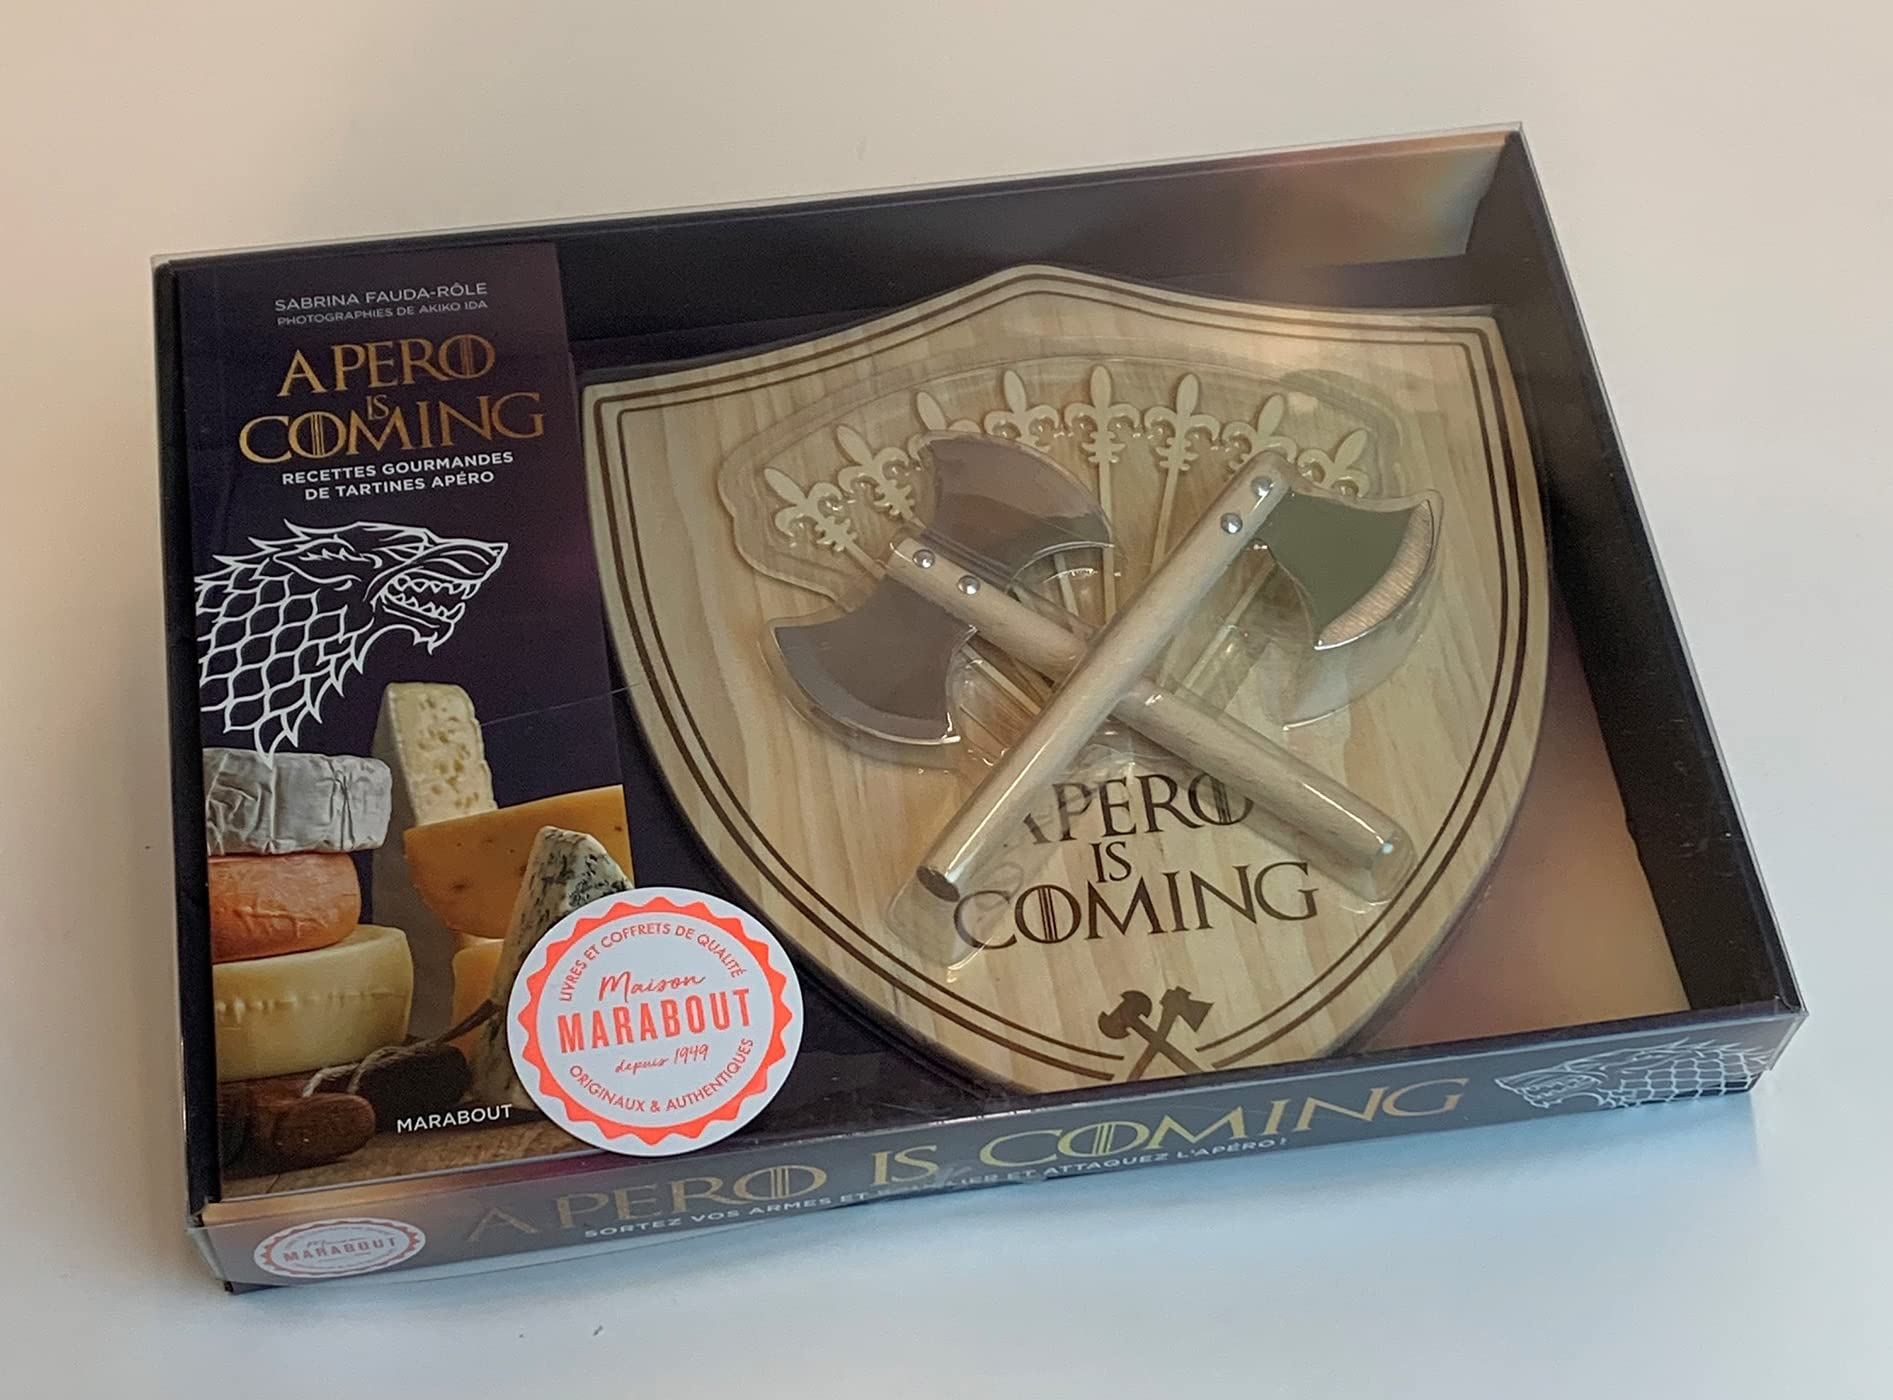 SABRINA FAUDA-RÔLE
PHOTOGRAPHIES DE AKIKO IDA
APERO
IS
COMING
RECETTES GOURMANDES
DE TARTINES APÉRO
MARABOUT
LIVRES ET COFFRETS DE QUALITÉ
Maison
MARABOUT
depuis 1949
ORIGINAUX & AUTHENTIQUES
APERO
IS
COMING
APERO IS COMING
SORTEZ VOS ARMES ET ET ATTAQUEZ L'APÉRO !
Maison
MARABOUT